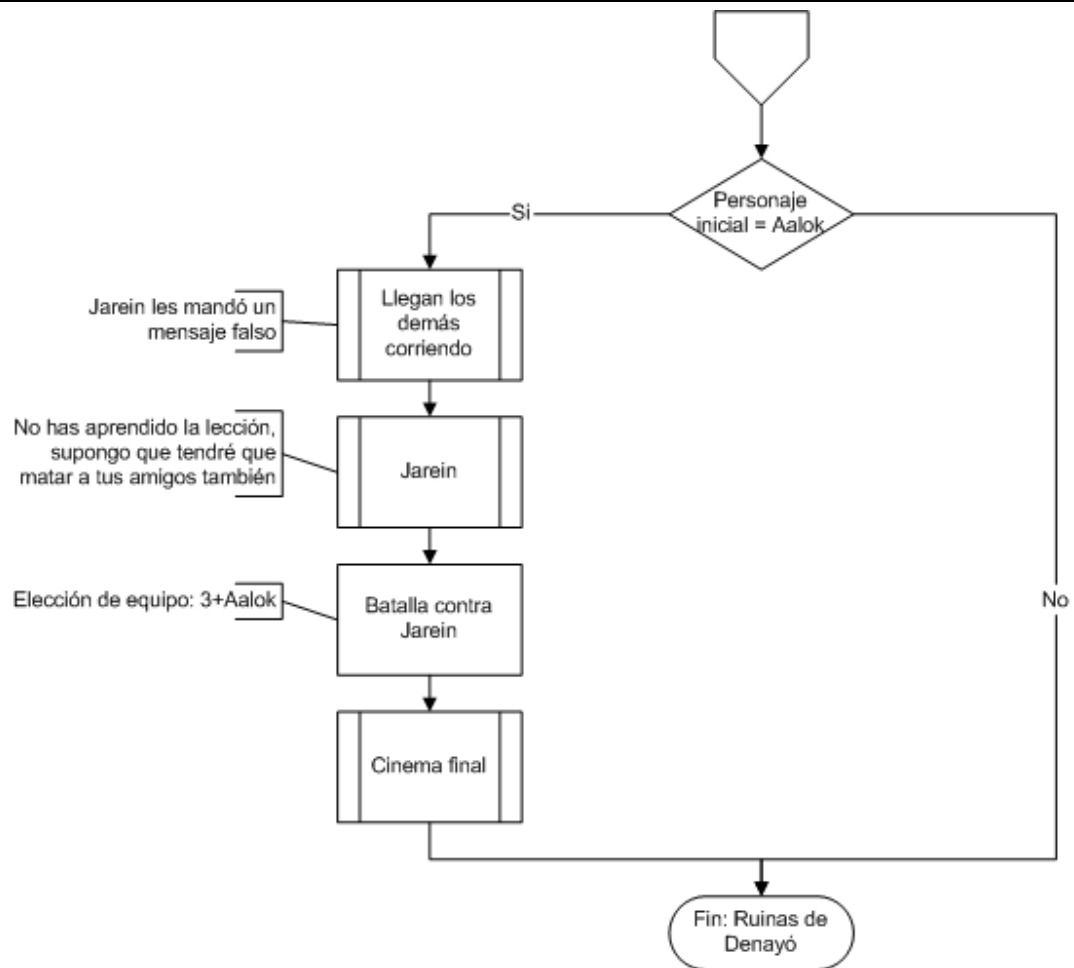 Personaje
inicial = Aalok
Si
Llegan los
demás
corriendo
Jarein les mandó un
mensaje falso
No has aprendido la lección,
supongo que tendré que
matar a tus amigos también
Jarein
Elección de equipo: 3+Aalok
Batalla contra
Jarein
No
Cinema final
Fin: Ruinas de
Denayó